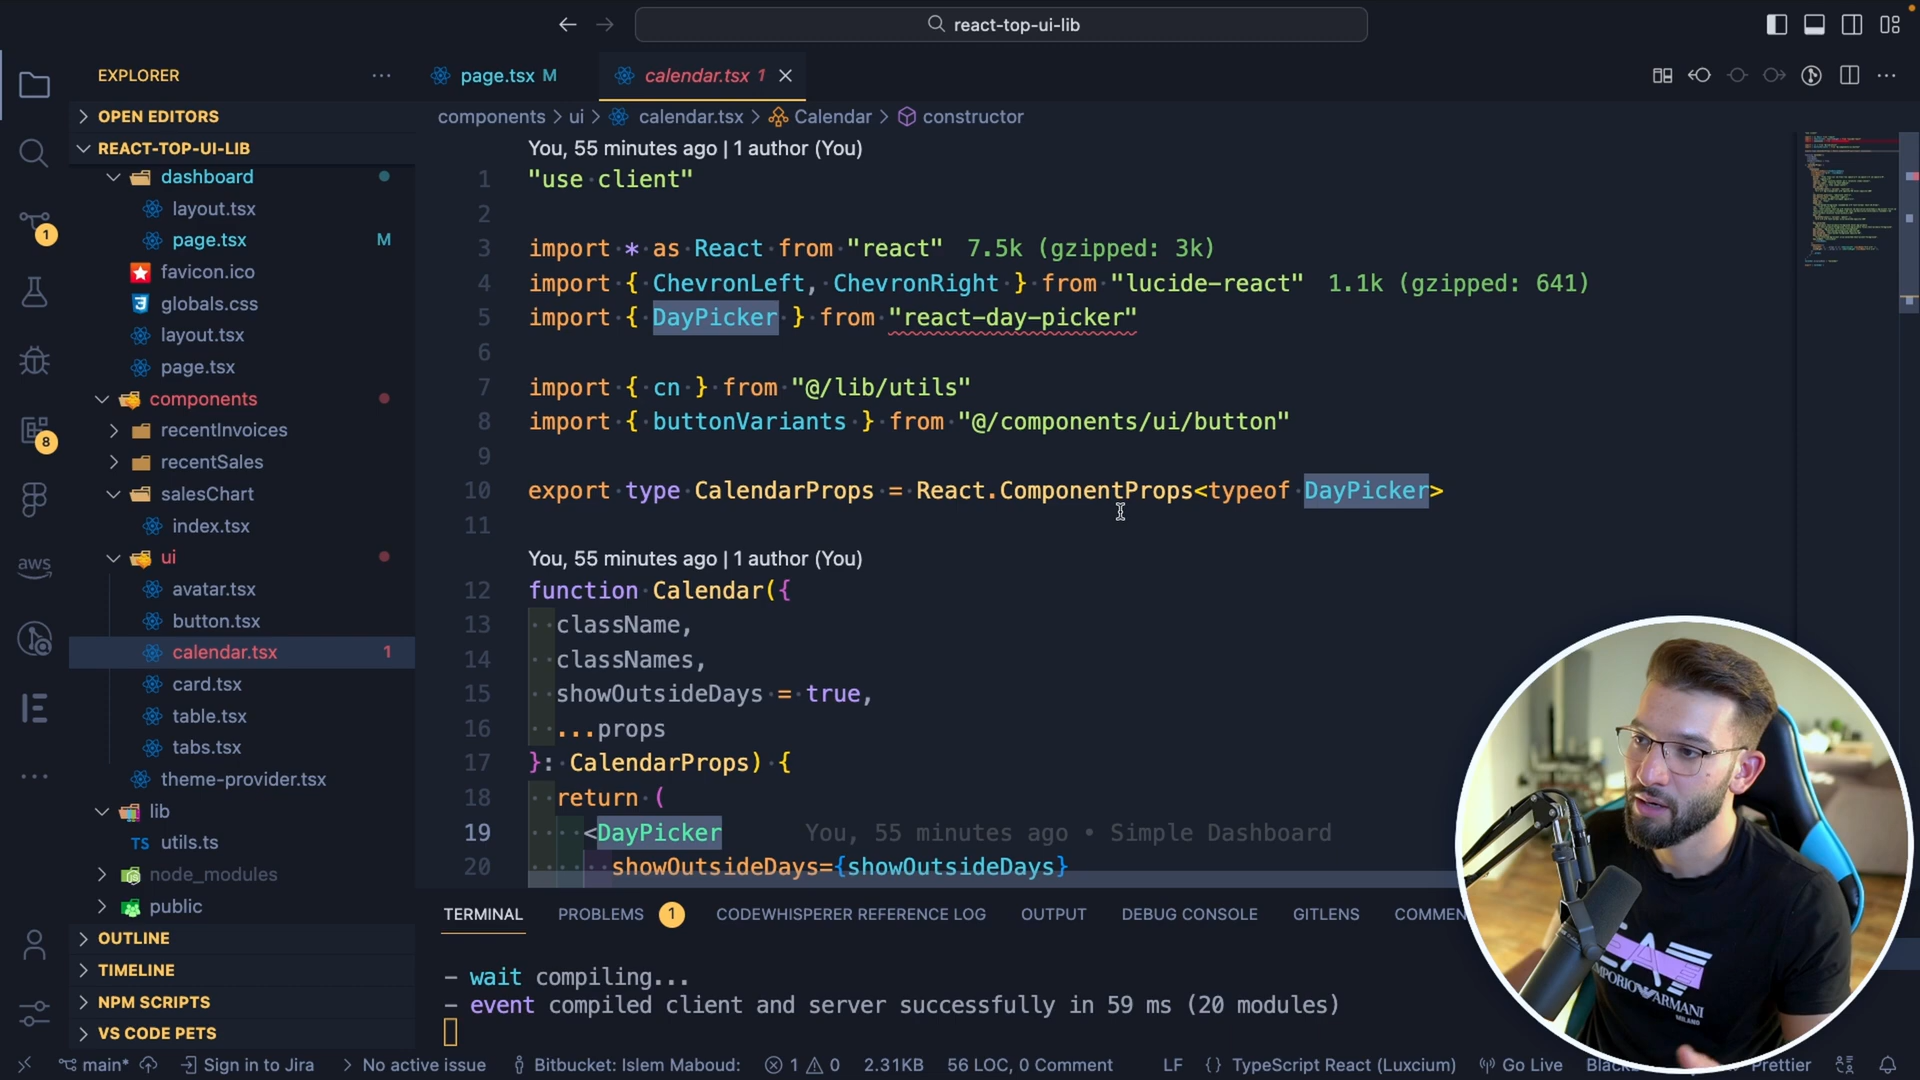 react-top-ui-lib
EXPLORER
OPEN EDITORS
REACT-TOP-UI-LIB
dashboard
layout.tsx
page.tsx M
favicon.ico
globals.css
layout.tsx
page.tsx
components
recentInvoices
recentSales
salesChart
index.tsx
ui
avatar.tsx
button.tsx
calendar.tsx 1
card.tsx
table.tsx
tabs.tsx
theme-provider.tsx
lib
TS utils.ts
node_modules
public
OUTLINE
TIMELINE
NPM SCRIPTS
VS CODE PETS
1
8
aws
page.tsx M
calendar.tsx 1
components > ui > calendar.tsx > Calendar > constructor
You, 55 minutes ago | 1 author (You)
1 "use client"
2
3 import * as React from "react" 7.5k (gzipped: 3k)
4 import { ChevronLeft, ChevronRight } from "lucide-react" 1.1k (gzipped: 641)
5 import { DayPicker } from "react-day-picker"
6
7 import { cn } from "@/lib/utils"
8 import { buttonVariants } from "@/components/ui/button"
9
10 export type CalendarProps = React.ComponentProps<typeof DayPicker>
11
You, 55 minutes ago | 1 author (You)
12 function Calendar({
13 className,
14 classNames,
15 showOutsideDays = true,
16 ...props
17 }: CalendarProps) {
18 return (
19 <DayPicker You, 55 minutes ago • Simple Dashboard
20 showOutsideDays={showOutsideDays}
TERMINAL PROBLEMS 1 CODEWHISPERER REFERENCE LOG OUTPUT DEBUG CONSOLE GITLENS COMMEN
- wait compiling...
- event compiled client and server successfully in 59 ms (20 modules)
main* Sign in to Jira No active issue Bitbucket: Islem Maboud: 1 0 2.31KB 56 LOC, 0 Comment LF {} TypeScript React (Luxcium) Go Live Prettier
EMPORIO ARMANI
MILANO